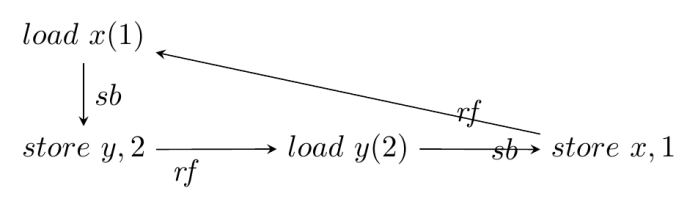 load x(1)
sb
rf
store y, 2
load y(2)
sb
store x, 1
rf